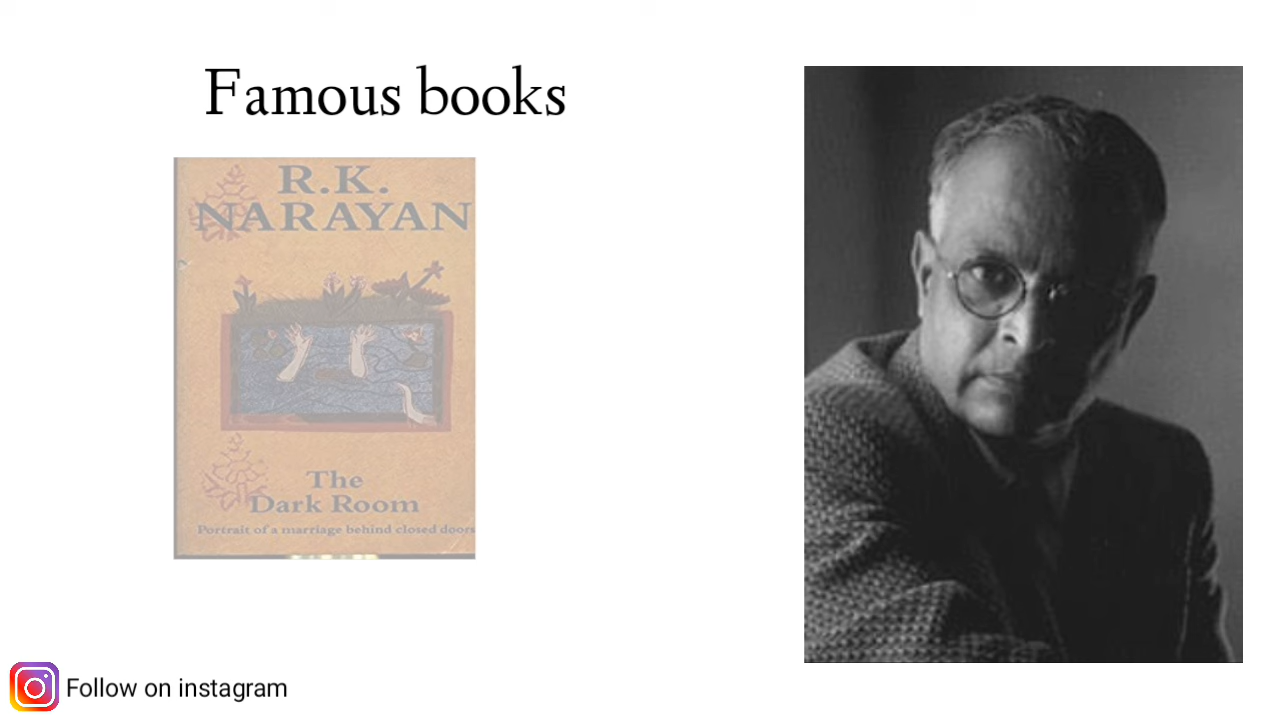 Famous books
R.K.
NARAYAN
The
Dark Room
Portrait of a marriage behind closed doors
Follow on instagram